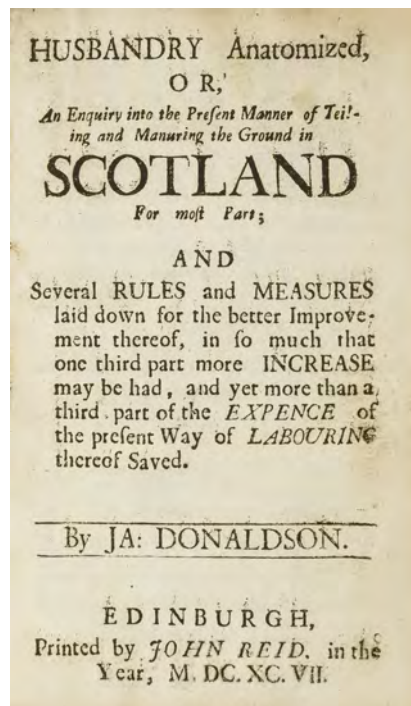 HUSBANDRY Anatomized,
OR,
An Enquiry into the Preſent Manner of Teil-
ing and Manuring the Ground in
SCOTLAND
For moſt Part;
AND
Several RULES and MEASURES
laid down for the better Improve-
ment thereof, in ſo much that
one third part more INCREASE
may be had, and yet more than a
third part of the EXPENCE of
the preſent Way of LABOURING
thereof Saved.
By JA: DONALDSON.
EDINBURGH,
Printed by JOHN REID. in the
Year, M. DC. XC. VII.